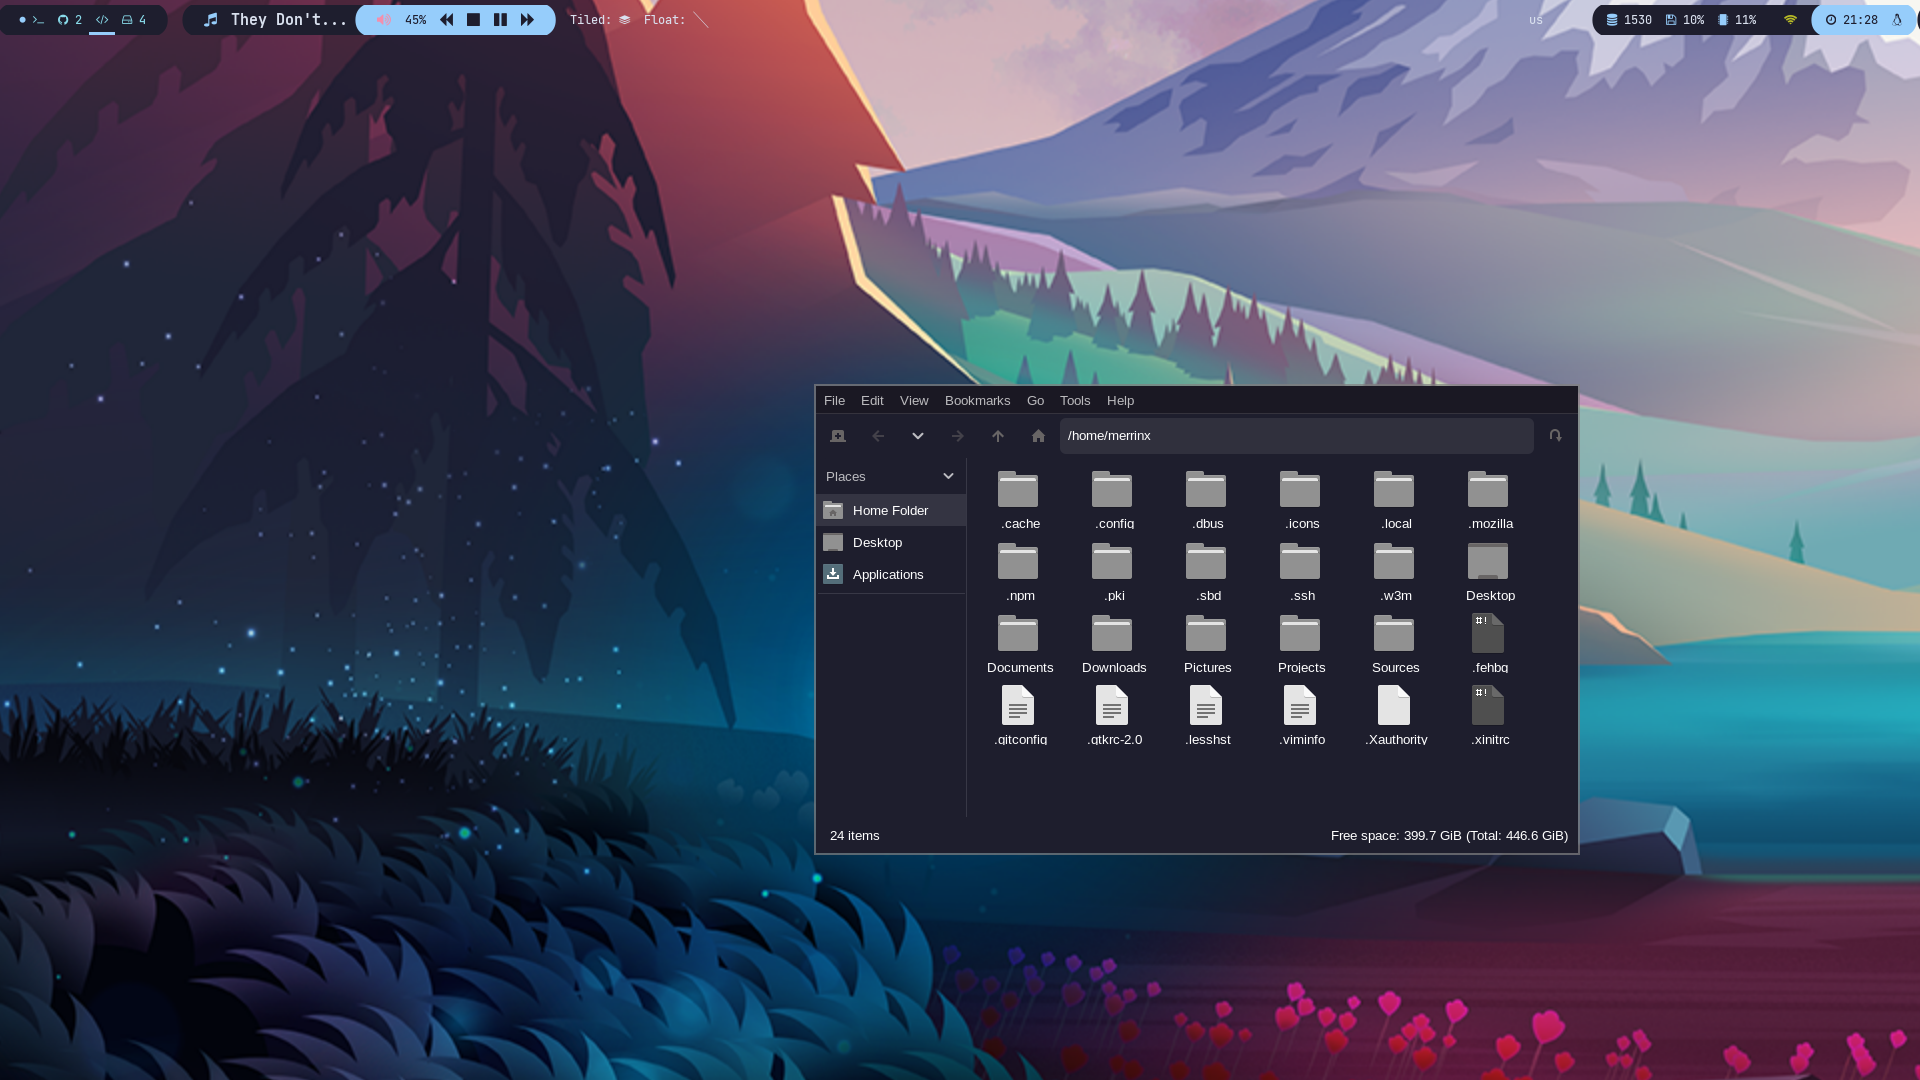 2 4 They Don't... 45% Tiled: Float: us 1530 10% 11% 21:28
File Edit View Bookmarks Go Tools Help
/home/merrinx
Places
Home Folder
Desktop
Applications
.cache .config .dbus .icons .local .mozilla
.npm .pki .sbd .ssh .w3m Desktop
Documents Downloads Pictures Projects Sources .fehbg
.gitconfig .gtkrc-2.0 .lesshst .viminfo .Xauthority .xinitrc
24 items Free space: 399.7 GiB (Total: 446.6 GiB)